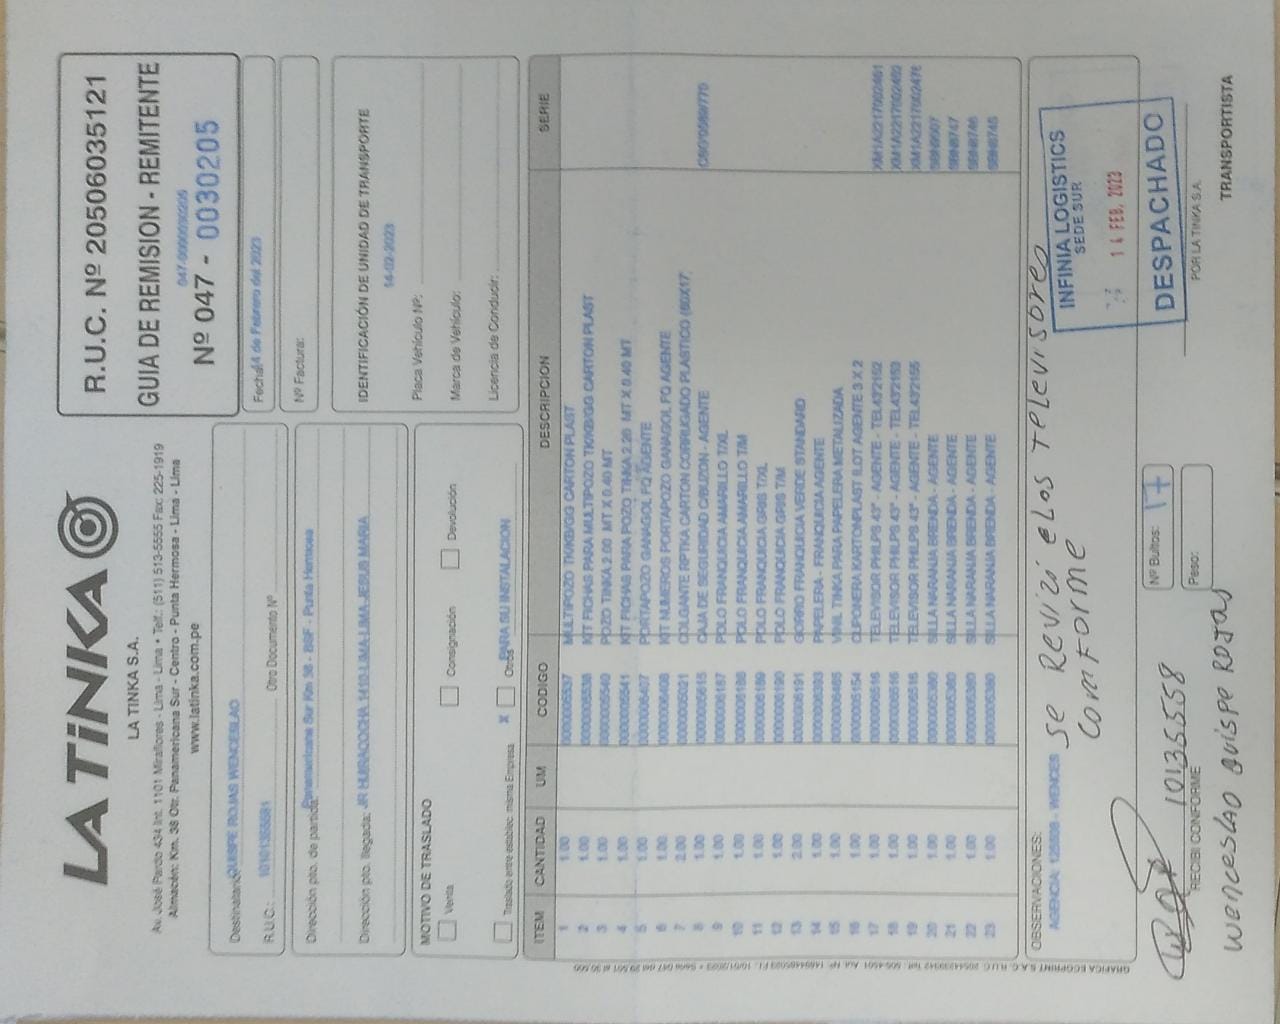 LA TINKA
LA TINKA S.A.
Av. José Pardo 434 Int. 1101 Miraflores - Lima - Lima • Telf.: (511) 513-5555 Fax: 225-1919
Almacén: Km. 38 Otr. Panamericana Sur - Centro - Punta Hermosa - Lima - Lima
www.latinka.com.pe
R.U.C. Nº 20506035121
GUIA DE REMISION - REMITENTE
047-0000030205
Nº 047 - 0030205
Destinatario: QUISPE ROJAS WENCESLAO
R.U.C.: 10101355581 Otro Documento Nº
Fecha: 14 de Febrero del 2023
Nº Factura:
Dirección pto. de partida: Panamericana Sur Km 38 - BSF - Punta Hermosa
Dirección pto. llegada: JR HUIRACOCHA 1410-LIMA-LIMA-JESUS MARIA
IDENTIFICACIÓN DE UNIDAD DE TRANSPORTE
14-02-2023
Placa Vehículo Nº:
Marca de Vehículo:
Licencia de Conducir:
MOTIVO DE TRASLADO
Venta Consignación Devolución
Traslado entre establec. misma Empresa X Otros PARA SU INSTALACION
ITEM CANTIDAD UM CODIGO DESCRIPCION SERIE
1 1.00 0000006537 MULTIPOZO TK/KB/GG CARTON PLAST
2 1.00 0000006538 KIT FICHAS PARA MULTIPOZO TK/KB/GG CARTON PLAST
3 1.00 0000005540 POZO TINKA 2.00 MT X 0.40 MT
4 1.00 0000005541 KIT FICHAS PARA POZO TINKA 2.20 MT X 0.40 MT
5 1.00 0000006407 PORTAPOZO GANAGOL FQ AGENTE
6 1.00 0000006408 KIT NUMEROS PORTAPOZO GANAGOL FQ AGENTE
7 2.00 0000005021 COLGANTE RPTKA CARTON CORRUGADO PLASTICO (60X17
8 1.00 0000005615 CAJA DE SEGURIDAD C/BUZON - AGENTE
9 1.00 0000006187 POLO FRANQUICIA AMARILLO T/XL
10 1.00 0000006188 POLO FRANQUICIA AMARILLO T/M
11 1.00 0000006189 POLO FRANQUICIA GRIS T/XL
12 1.00 0000006190 POLO FRANQUICIA GRIS T/M
13 2.00 0000006191 GORRO FRANQUICIA VERDE STANDARD
14 1.00 0000006393 PAPELERA - FRANQUICIA AGENTE
15 1.00 0000006485 VINIL TINKA PARA PAPELERA METALIZADA
16 1.00 0000005154 CUPONERA KARTONPLAST ILOT AGENTE 3 X 2
17 1.00 0000006516 TELEVISOR PHILPS 43" - AGENTE - TEL43'2152 XM1A2217002461
18 1.00 0000006516 TELEVISOR PHILPS 43" - AGENTE - TEL43'2153
19 1.00 0000006516 TELEVISOR PHILPS 43" - AGENTE - TEL43'2155 XM1A2217002476
20 1.00 0000005380 SILLA NARANJA BRENDA - AGENTE
21 1.00 0000005380 SILLA NARANJA BRENDA - AGENTE SBN8747
22 1.00 0000005380 SILLA NARANJA BRENDA - AGENTE SBN8746
23 1.00 0000005380 SILLA NARANJA BRENDA - AGENTE SBN8745
OBSERVACIONES:
AGENCIA: 125508 - WENCES
se Revizó elos Televisores
comforme
INFINIA LOGISTICS
SEDE SUR
14 FEB. 2023
DESPACHADO
10135558
RECIBI CONFORME
Wenceslao Quispe Rojas
Nº Bultos: 17
Peso:
POR LA TINKA S.A.
TRANSPORTISTA